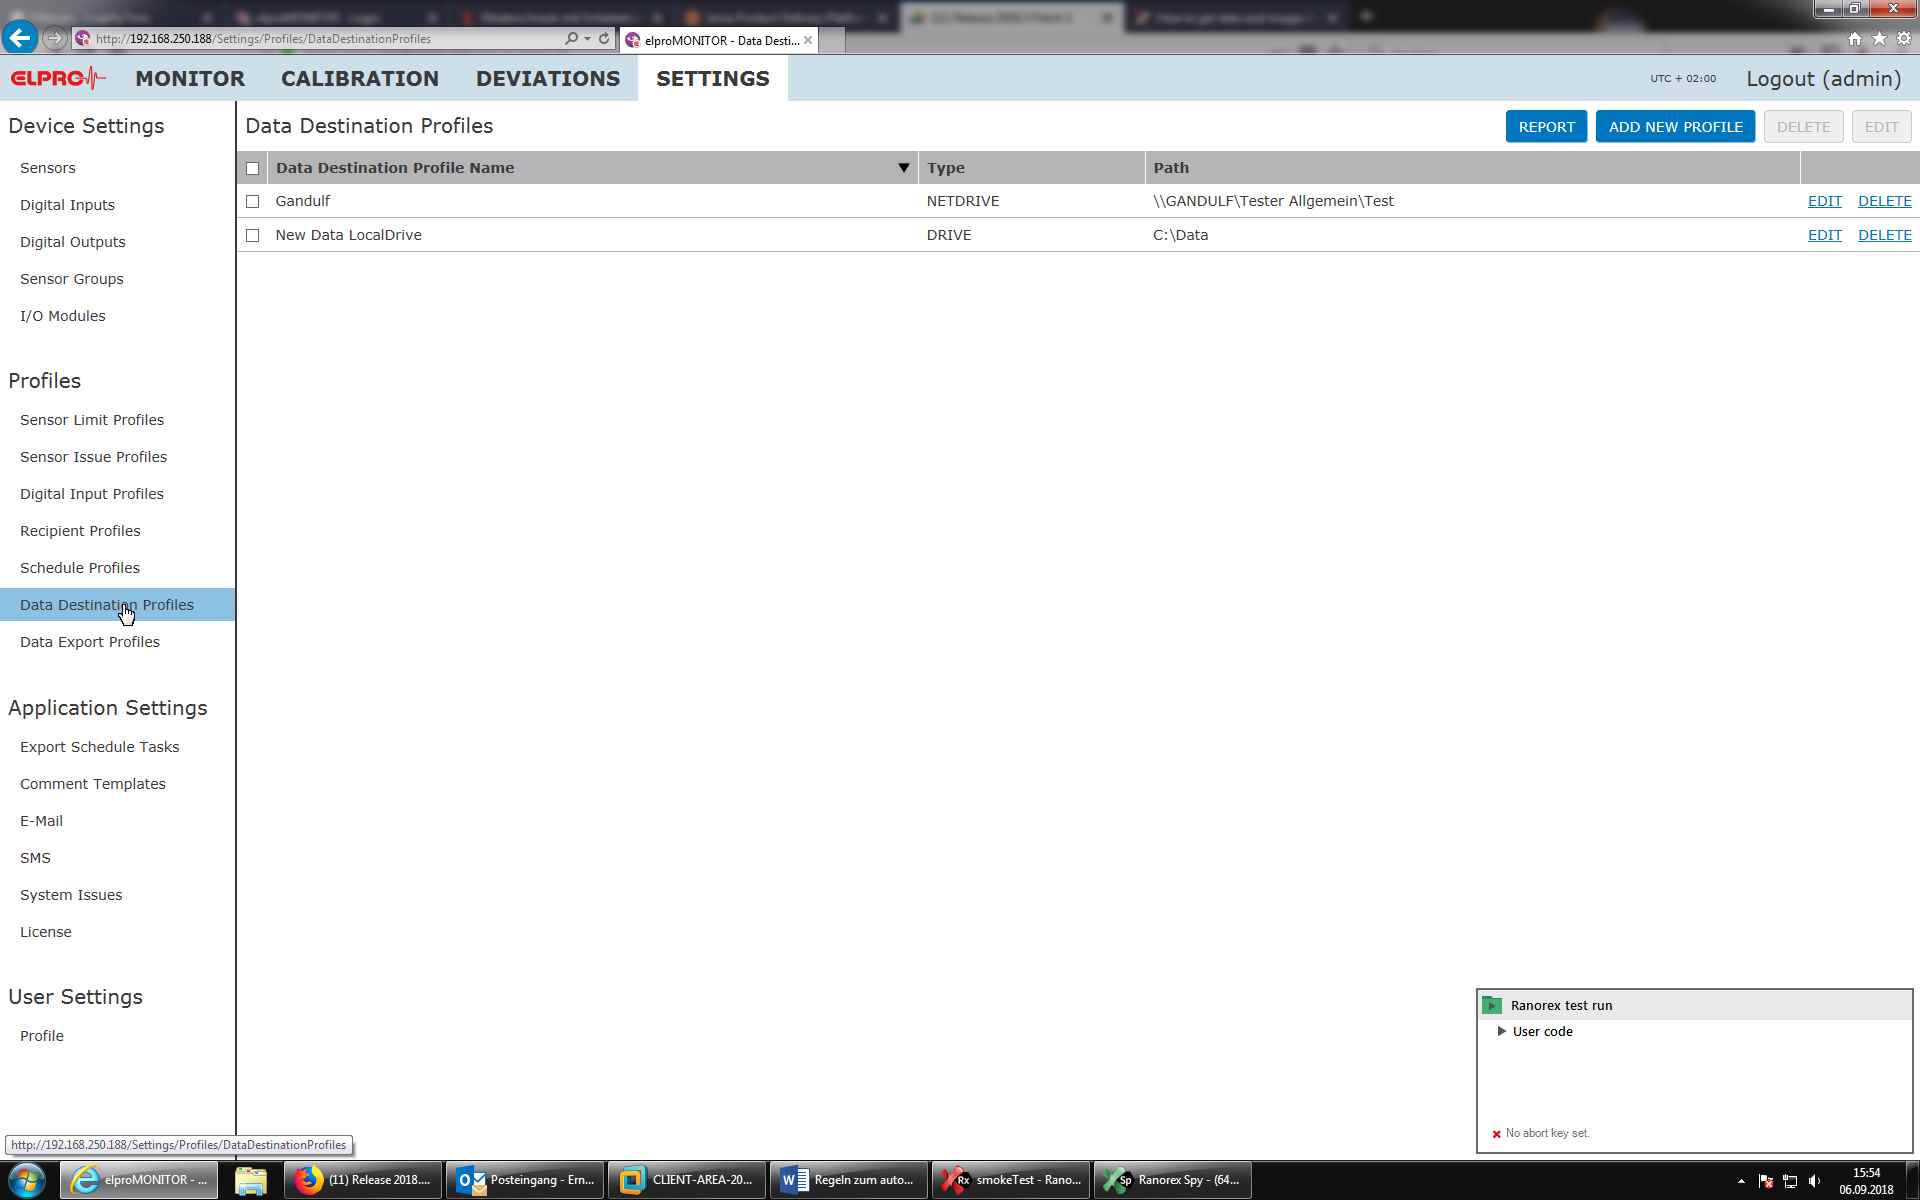 http://192.168.250.188/Settings/Profiles/DataDestinationProfiles
elproMONITOR - Data Desti...
ELPRO
MONITOR
CALIBRATION
DEVIATIONS
SETTINGS
UTC + 02:00
Logout (admin)
Device Settings
Sensors
Digital Inputs
Digital Outputs
Sensor Groups
I/O Modules
Profiles
Sensor Limit Profiles
Sensor Issue Profiles
Digital Input Profiles
Recipient Profiles
Schedule Profiles
Data Destination Profiles
Data Export Profiles
Application Settings
Export Schedule Tasks
Comment Templates
E-Mail
SMS
System Issues
License
User Settings
Profile
Data Destination Profiles
REPORT
ADD NEW PROFILE
DELETE
EDIT
Data Destination Profile Name
Type
Path
Gandulf
NETDRIVE
\\GANDULF\Tester Allgemein\Test
EDIT
DELETE
New Data LocalDrive
DRIVE
C:\Data
EDIT
DELETE
Ranorex test run
User code
No abort key set.
http://192.168.250.188/Settings/Profiles/DataDestinationProfiles
elproMONITOR - ...
(11) Release 2018....
Posteingang - Ern...
CLIENT-AREA-20...
Regeln zum auto...
smokeTest - Rano...
Ranorex Spy - (64...
15:54
06.09.2018